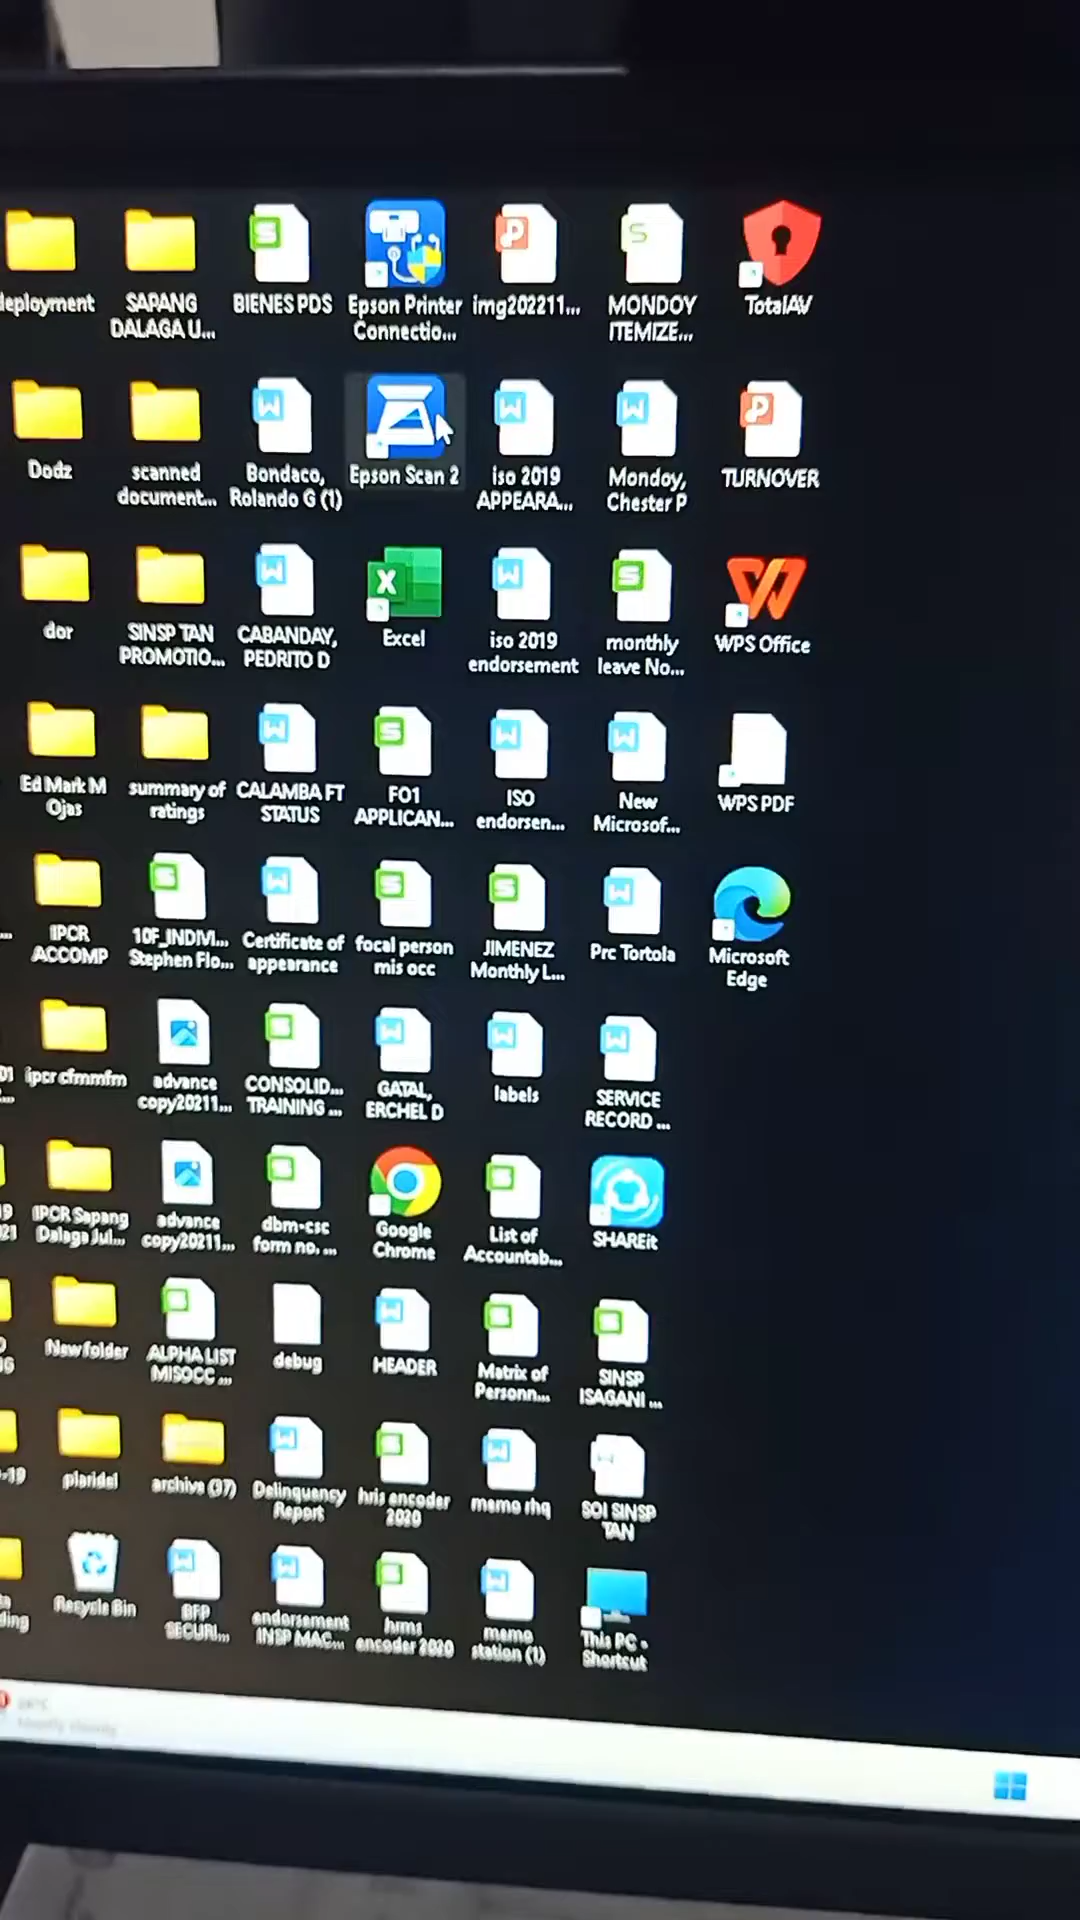 deployment
SAPANG
DALAGA U...
BIENES PDS
Epson Printer
Connectio...
img202211...
MONDOY
ITEMIZE...
TotalAV
Dodz
scanned
document...
Bondaco,
Rolando G (1)
Epson Scan 2
iso 2019
APPEARA...
Monday,
Chester P
TURNOVER
dor
SINSP TAN
PROMOTIO...
CABANDAY,
PEDRITO D
Excel
iso 2019
endorsement
monthly
leave No...
WPS Office
Ed Mark M
Ojas
summary of
ratings
CALAMBA FT
STATUS
FO1
APPLICAN...
ISO
endorsen...
New
Microsof...
WPS PDF
IPCR
ACCOMP
10F_INDIVI...
Stephen Flo...
Certificate of
appearance
focal person
mis occ
JIMENEZ
Monthly L...
Prc Tortola
Microsoft
Edge
ipcr cfmmfm
advance
copy20211...
CONSOLID...
TRAINING ...
GATAL,
ERCHEL D
labels
SERVICE
RECORD ...
IPCR Sapang
Dalaga Jul...
advance
copy20211...
dbm-csc
form no. ...
Google
Chrome
List of
Accountab...
SHAREit
New folder
ALPHA LIST
MISOCC ...
debug
HEADER
Matrix of
Personn...
SINSP
ISAGANI ...
plaridel
archive (37)
Delinquency
Report
hris encoder
2020
memo rhq
SOI SINSP
TAN
Recycle Bin
BFP
SECURI...
endorsement
INSP MAC...
hrms
encoder 2020
memo
station (1)
This PC -
Shortcut